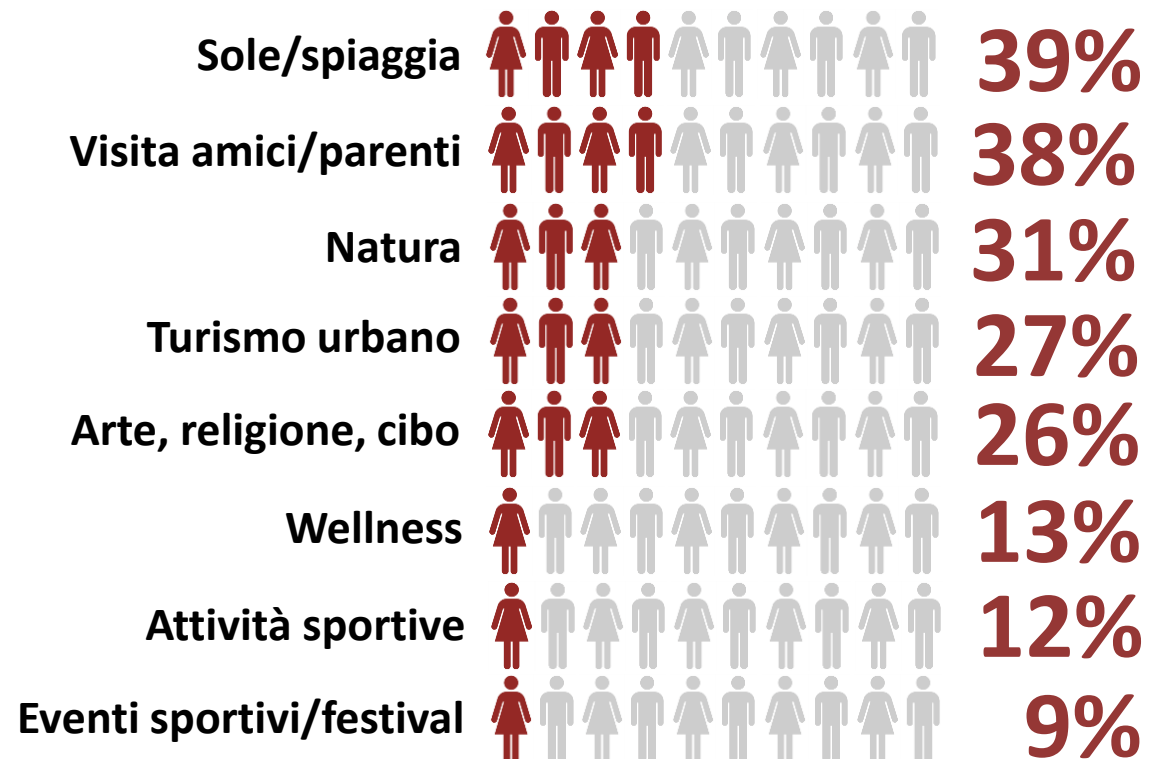 Sole/spiaggia 39%
Visita amici/parenti 38%
Natura 31%
Turismo urbano 27%
Arte, religione, cibo 26%
Wellness 13%
Attività sportive 12%
Eventi sportivi/festival 9%